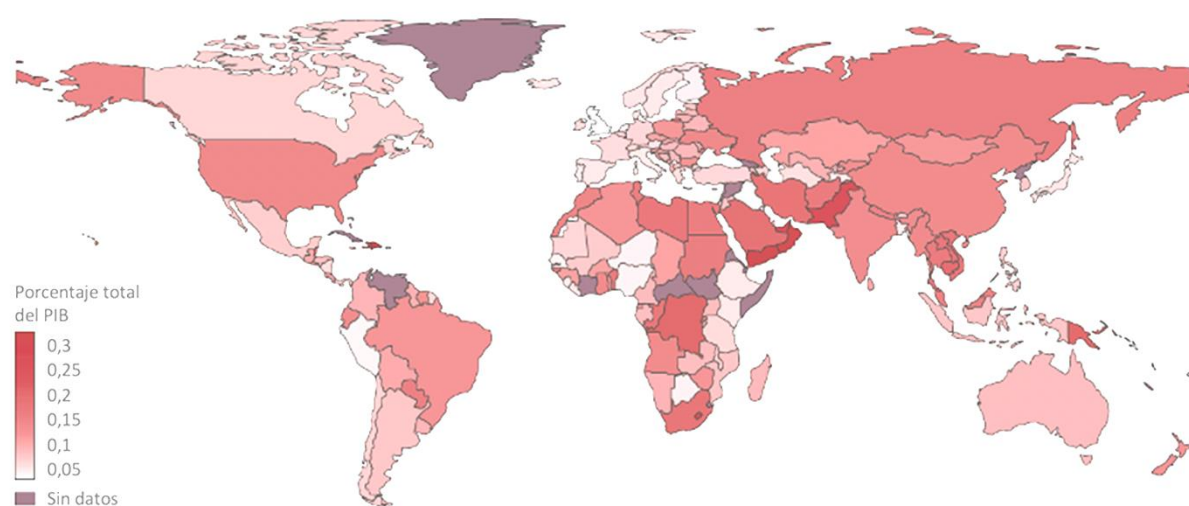 Porcentaje total
del PIB
0,3
0,25
0,2
0,15
0,1
0,05
Sin datos